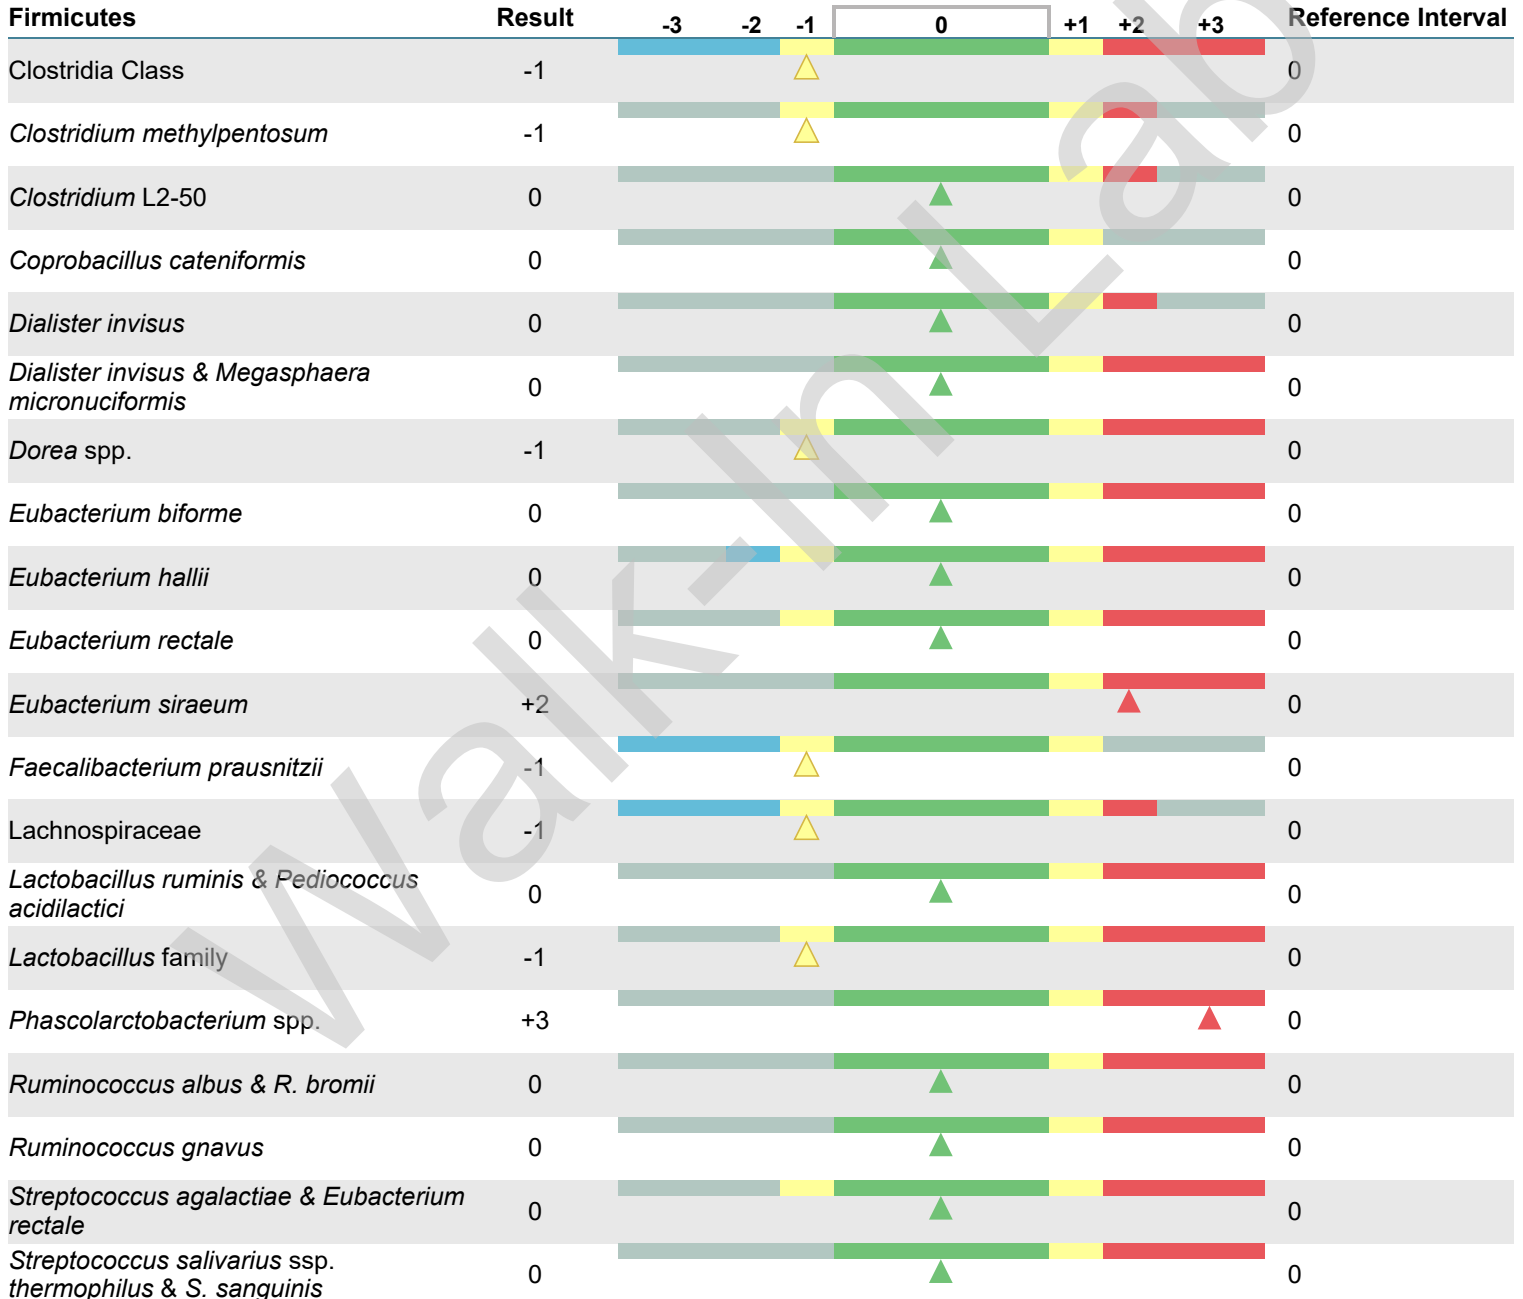 Firmicutes Result -3 -2 -1 0 +1 +2 +3 Reference Interval
Clostridia Class -1 0
Clostridium methylpentosum -1 0
Clostridium L2-50 0 0
Coprobacillus cateniformis 0 0
Dialister invisus 0 0
Dialister invisus & Megasphaera
micronuciformis 0 0
Dorea spp. -1 0
Eubacterium biforme 0 0
Eubacterium hallii 0 0
Eubacterium rectale 0 0
Eubacterium siraeum +2 0
Faecalibacterium prausnitzii -1 0
Lachnospiraceae -1 0
Lactobacillus ruminis & Pediococcus
acidilactici 0 0
Lactobacillus family -1 0
Phascolarctobacterium spp. +3 0
Ruminococcus albus & R. bromii 0 0
Ruminococcus gnavus 0 0
Streptococcus agalactiae & Eubacterium
rectale 0 0
Streptococcus salivarius ssp.
thermophilus & S. sanguinis 0 0
Walk-In Lab